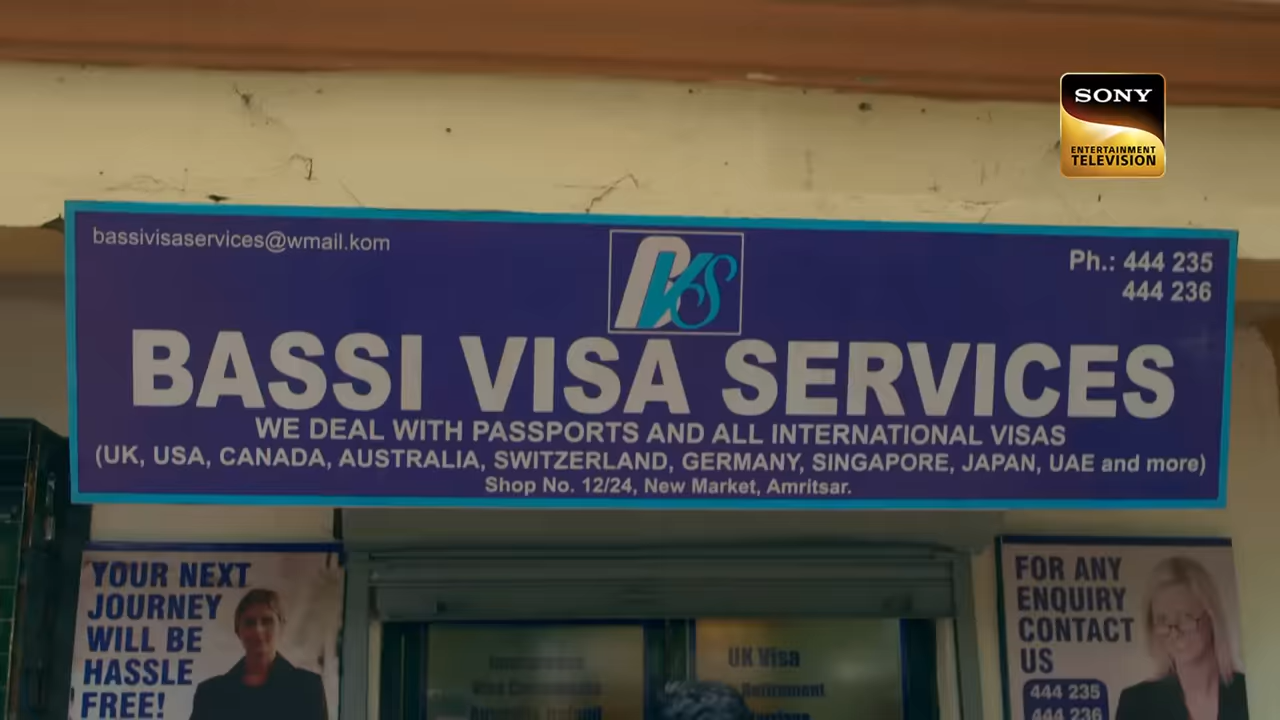 SONY
ENTERTAINMENT
TELEVISION
bassivisaservices@wmail.kom
Ph.: 444 235
444 236
BASSI VISA SERVICES
WE DEAL WITH PASSPORTS AND ALL INTERNATIONAL VISAS
(UK, USA, CANADA, AUSTRALIA, SWITZERLAND, GERMANY, SINGAPORE, JAPAN, UAE and more)
Shop No. 12/24, New Market, Amritsar.
YOUR NEXT
JOURNEY
WILL BE
HASSLE
FREE!
UK Visa
FOR ANY
ENQUIRY
CONTACT
US
444 235
444 236